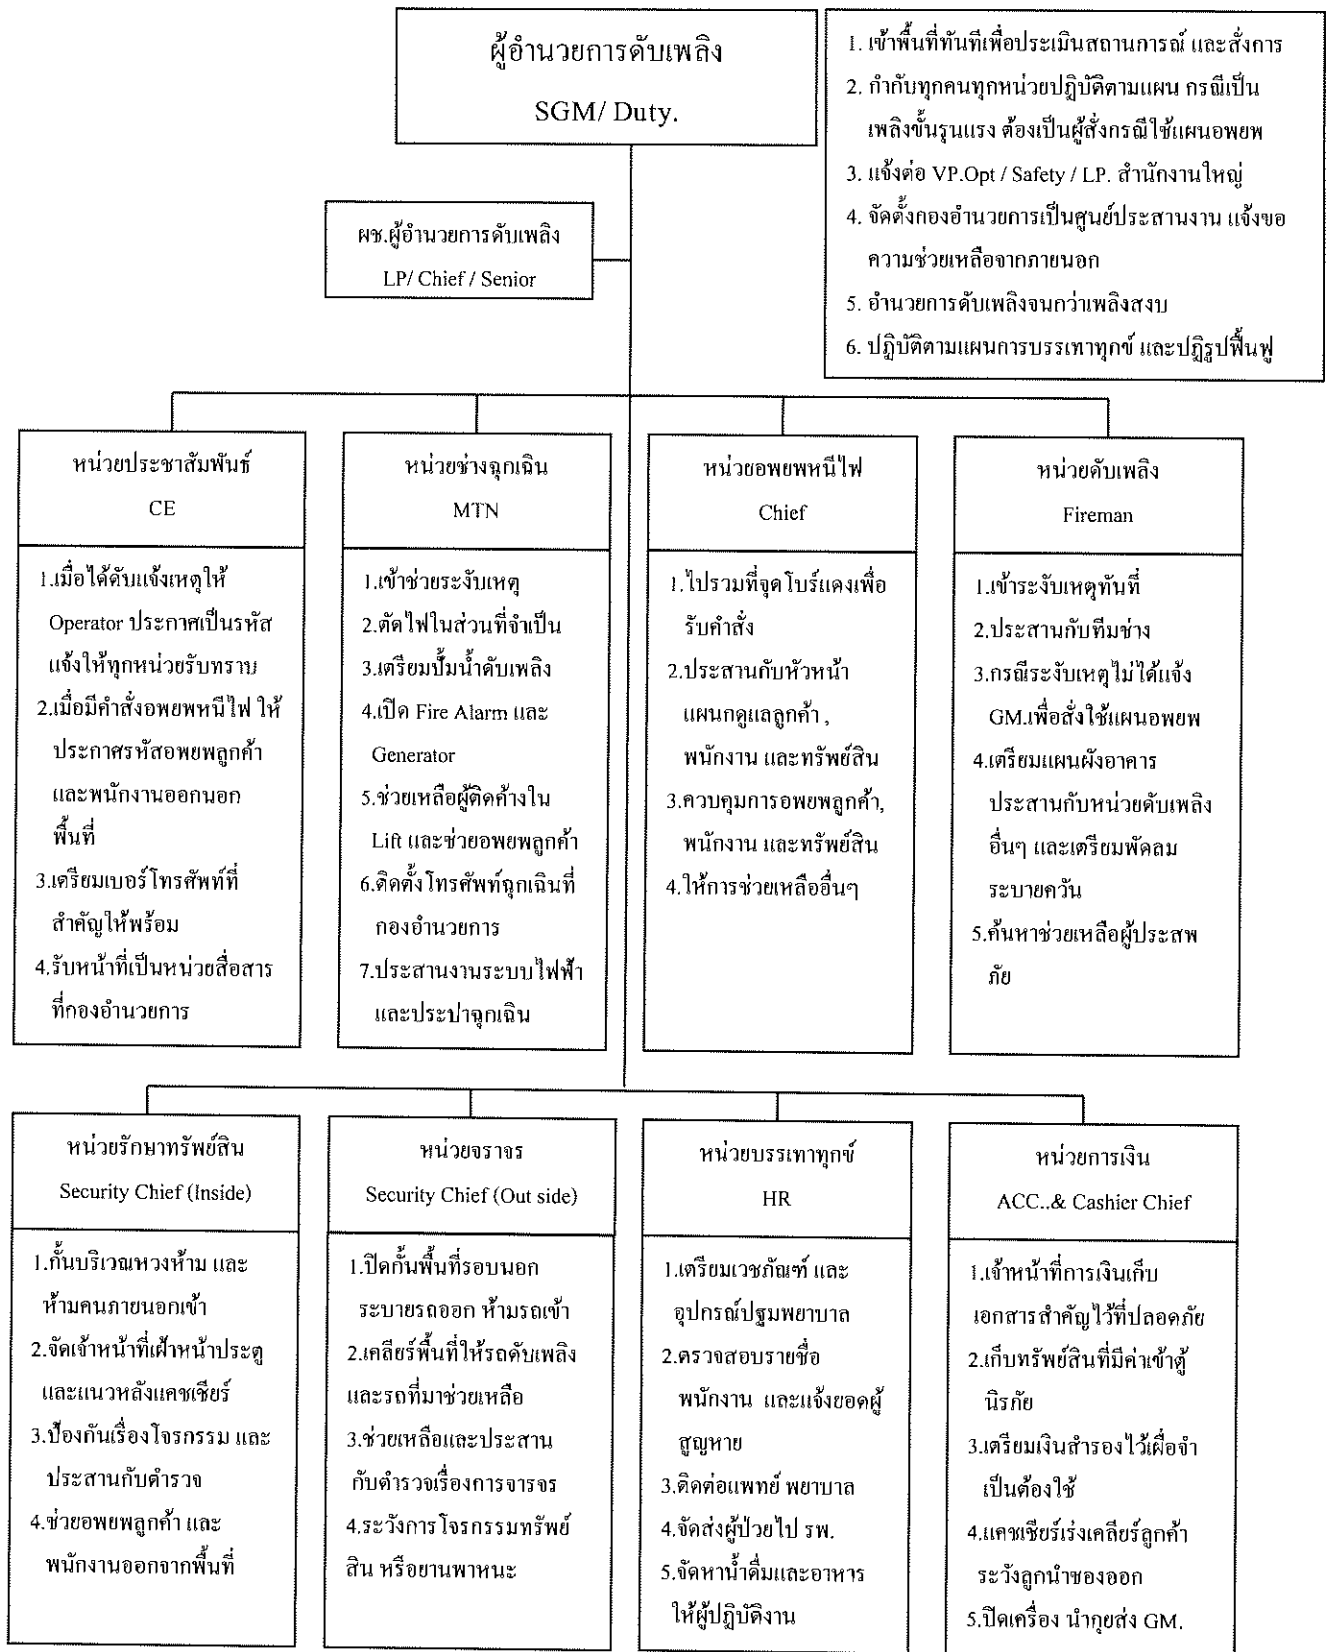 ผู้อำนวยการดับเพลิง
SGM/ Duty.
1. เข้าพื้นที่ทันทีเพื่อประเมินสถานการณ์ และสั่งการ
2. กำกับทุกคนทุกหน่วยปฏิบัติตามแผน กรณีเป็น
เพลิงขั้นรุนแรง ต้องเป็นผู้สั่งกรณีใช้แผนอพยพ
3. แจ้งต่อ VP.Opt / Safety / LP. สำนักงานใหญ่
4. จัดตั้งกองอำนวยการเป็นศูนย์ประสานงาน แจ้งขอ
ความช่วยเหลือจากภายนอก
5. อำนวยการดับเพลิงจนกว่าเพลิงสงบ
6. ปฏิบัติตามแผนการบรรเทาทุกข์ และปฏิรูปฟื้นฟู
ผช.ผู้อำนวยการดับเพลิง
LP/ Chief / Senior
หน่วยประชาสัมพันธ์
CE
1.เมื่อได้ดับแจ้งเหตุให้
Operator ประกาศเป็นรหัส
แจ้งให้ทุกหน่วยรับทราบ
2.เมื่อมีคำสั่งอพยพหนีไฟ ให้
ประกาศรหัสอพยพลูกค้า
และพนักงานออกนอก
พื้นที่
3.เตรียมเบอร์โทรศัพท์ที่
สำคัญให้พร้อม
4.รับหน้าที่เป็นหน่วยสื่อสาร
ที่กองอำนวยการ
หน่วยช่างฉุกเฉิน
MTN
1.เข้าช่วยระงับเหตุ
2.ตัดไฟในส่วนที่จำเป็น
3.เตรียมปั้มน้ำดับเพลิง
4.เปิด Fire Alarm และ
Generator
5.ช่วยเหลือผู้ติดค้างใน
Lift และช่วยอพยพลูกค้า
6.ติดตั้งโทรศัพท์ฉุกเฉินที่
กองอำนวยการ
7.ประสานงานระบบไฟฟ้า
และประปาฉุกเฉิน
หน่วยอพยพหนีไฟ
Chief
1.ไปรวมที่จุดโบร์แดงเพื่อ
รับคำสั่ง
2.ประสานกับหัวหน้า
แผนกดูแลลูกค้า ,
พนักงาน และทรัพย์สิน
3.ควบคุมการอพยพลูกค้า,
พนักงาน และทรัพย์สิน
4.ให้การช่วยเหลืออื่นๆ
หน่วยดับเพลิง
Fireman
1.เข้าระงับเหตุทันที่
2.ประสานกับทีมช่าง
3.กรณีระงับเหตุไม่ได้แจ้ง
GM.เพื่อสั่งใช้แผนอพยพ
4.เตรียมแผนผังอาคาร
ประสานกับหน่วยดับเพลิง
อื่นๆ และเตรียมพัดลม
ระบายควัน
5.ค้นหาช่วยเหลือผู้ประสพ
ภัย
หน่วยรักษาทรัพย์สิน
Security Chief (Inside)
1.กั้นบริเวณหวงห้าม และ
ห้ามคนภายนอกเข้า
2.จัดเจ้าหน้าที่เฝ้าหน้าประตู
และแนวหลังแคชเชียร์
3.ป้องกันเรื่องโจรกรรม และ
ประสานกับตำรวจ
4.ช่วยอพยพลูกค้า และ
พนักงานออกจากพื้นที่
หน่วยจราจร
Security Chief (Out side)
1.ปิดกั้นพื้นที่รอบนอก
ระบายรถออก ห้ามรถเข้า
2.เคลียร์พื้นที่ให้รถดับเพลิง
และรถที่มาช่วยเหลือ
3.ช่วยเหลือและประสาน
กับตำรวจเรื่องการจารจร
4.ระวังการโจรกรรมทรัพย์
สิน หรือยานพาหนะ
หน่วยบรรเทาทุกข์
HR
1.เตรียมเวชภัณฑ์ และ
อุปกรณ์ปฐมพยาบาล
2.ตรวจสอบรายชื่อ
พนักงาน และแจ้งยอดผู้
สูญหาย
3.ติดต่อแพทย์ พยาบาล
4.จัดส่งผู้ป่วยไป รพ.
5.จัดหาน้ำดื่มและอาหาร
ให้ผู้ปฏิบัติงาน
หน่วยการเงิน
ACC..& Cashier Chief
1.เจ้าหน้าที่การเงินเก็บ
เอกสารสำคัญไว้ที่ปลอดภัย
2.เก็บทรัพย์สินที่มีค่าเข้าตู้
นิรภัย
3.เตรียมเงินสำรองไว้เผื่อจำ
เป็นต้องใช้
4.แคชเชียร์เร่งเคลียร์ลูกค้า
ระวังลูกนำของออก
5.ปิดเครื่อง นำกุยส่ง GM.